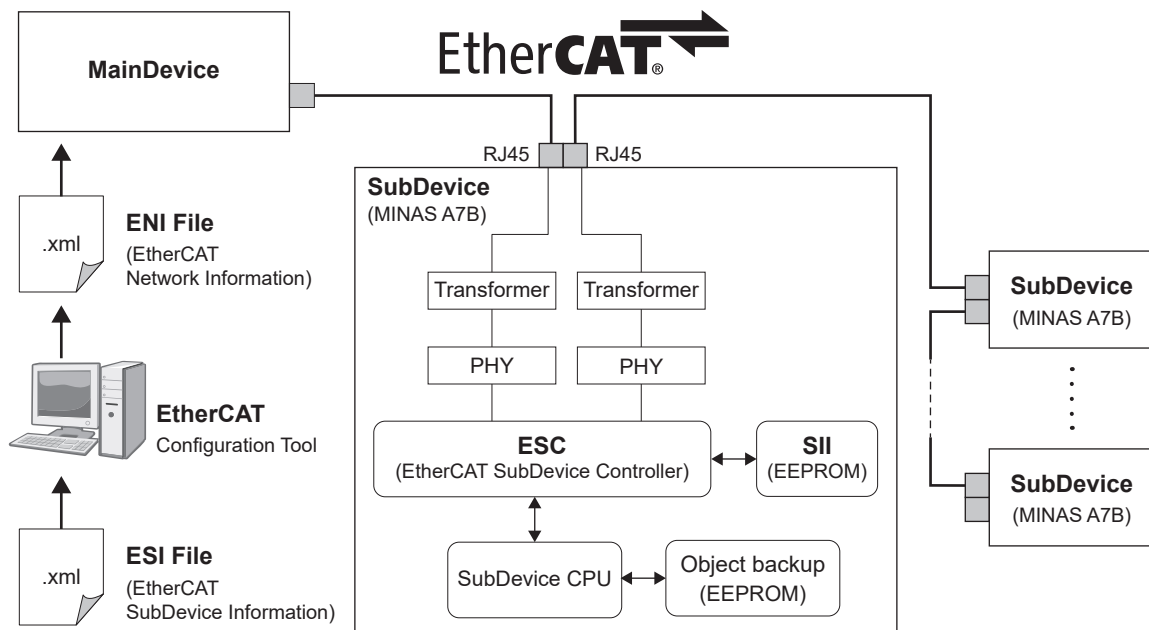 MainDevice
EtherCAT®
RJ45
RJ45
SubDevice
(MINAS A7B)
.xml
ENI File
(EtherCAT
Network Information)
Transformer
Transformer
SubDevice
(MINAS A7B)
PHY
PHY
EtherCAT
Configuration Tool
ESC
(EtherCAT SubDevice Controller)
SII
(EEPROM)
SubDevice
(MINAS A7B)
.xml
ESI File
(EtherCAT
SubDevice Information)
SubDevice CPU
Object backup
(EEPROM)